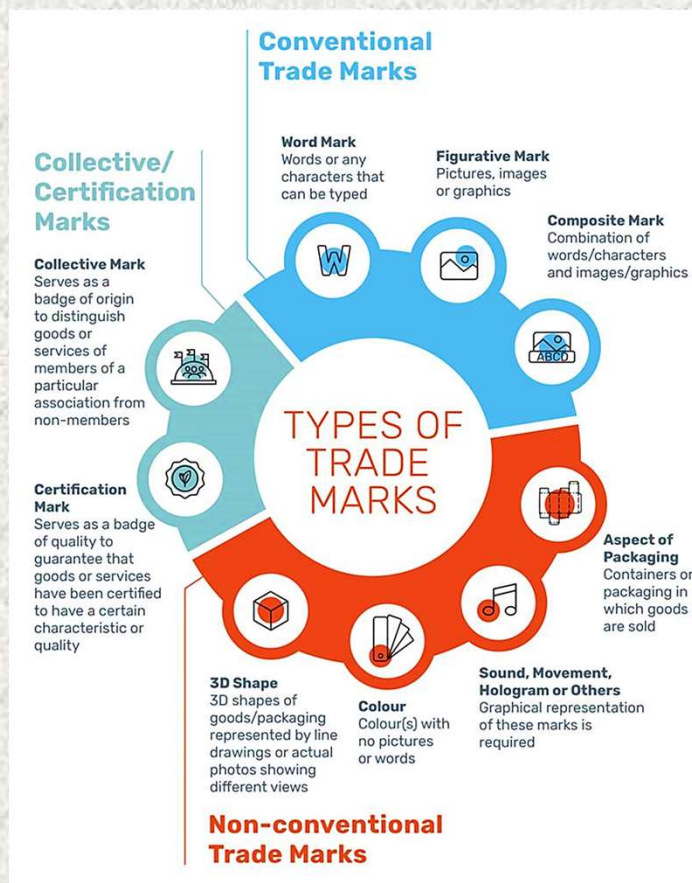 Conventional
Trade Marks
Word Mark
Words or any
characters that
can be typed
Figurative Mark
Pictures, images
or graphics
Composite Mark
Combination of
words/characters
and images/graphics
Collective/
Certification
Marks
Collective Mark
Serves as a
badge of origin
to distinguish
goods or
services of
members of a
particular
association from
non-members
Certification
Mark
Serves as a badge
of quality to
guarantee that
goods or services
have been certified
to have a certain
characteristic or
quality
W
ABCD
TYPES OF
TRADE
MARKS
Aspect of
Packaging
Containers or
packaging in
which goods
are sold
Sound, Movement,
Hologram or Others
Graphical representation
of these marks is
required
Colour
Colour(s) with
no pictures
or words
3D Shape
3D shapes of
goods/packaging
represented by line
drawings or actual
photos showing
different views
Non-conventional
Trade Marks